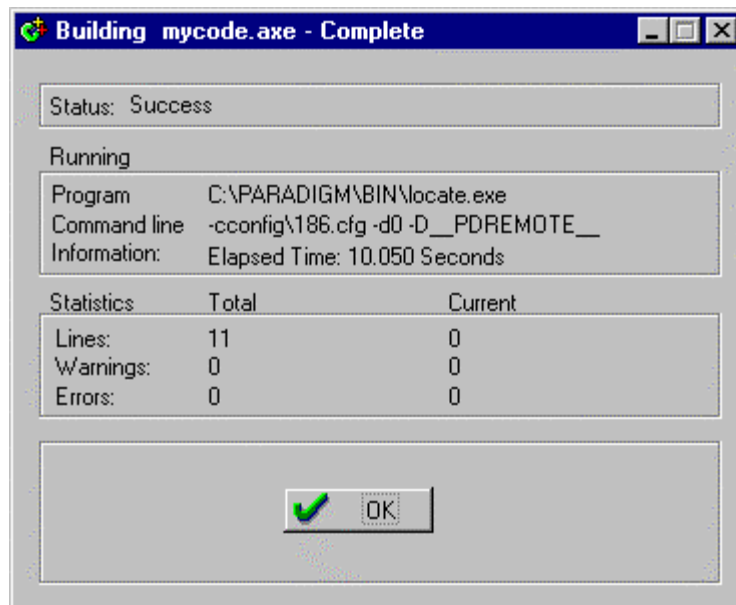 Building mycode.axe - Complete
Status: Success
Running
Program C:\PARADIGM\BIN\locate.exe
Command line -cconfig\186.cfg -d0 -D__PDREMOTE__
Information: Elapsed Time: 10.050 Seconds
Statistics Total Current
Lines: 11 0
Warnings: 0 0
Errors: 0 0
OK